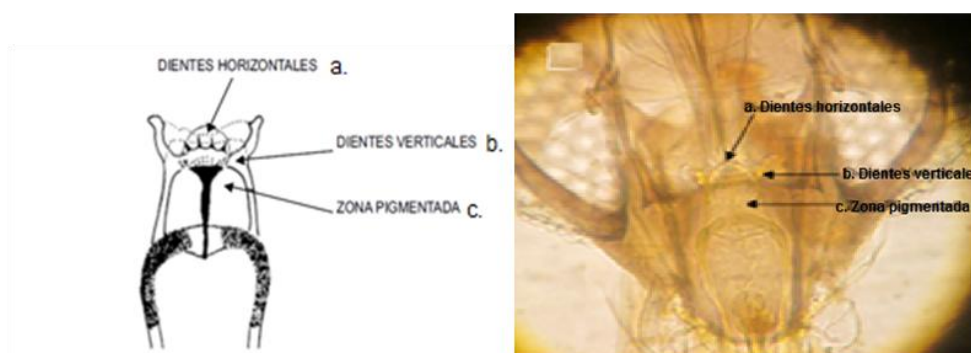 DIENTES HORIZONTALES a.
DIENTES VERTICALES b.
ZONA PIGMENTADA c.
a. Dientes horizontales
b. Dientes verticale
c. Zona pigmentada